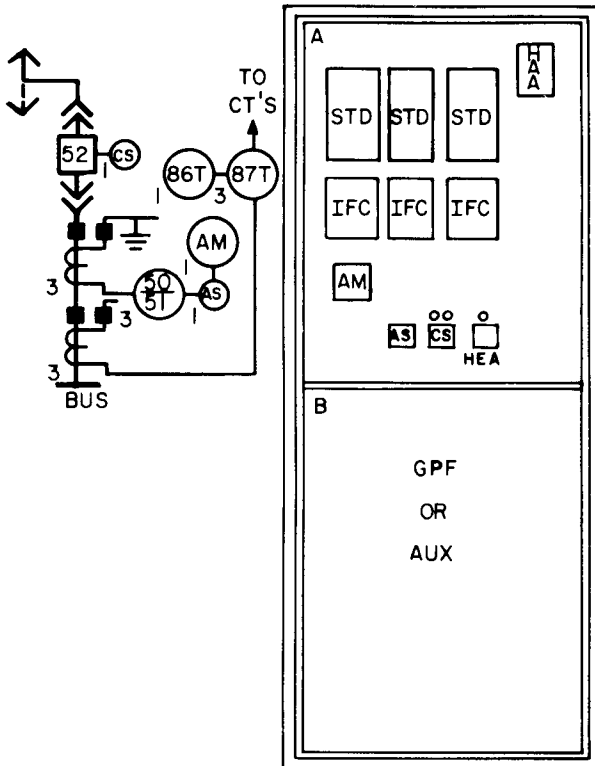 TO
CT'S
52
CS
1
86T
3
87T
1
AM
1
50
51
AS
1
3
3
3
BUS
A
HAA
STD STD STD
IFC IFC IFC
AM
AS CS
HEA
B
GPF
OR
AUX